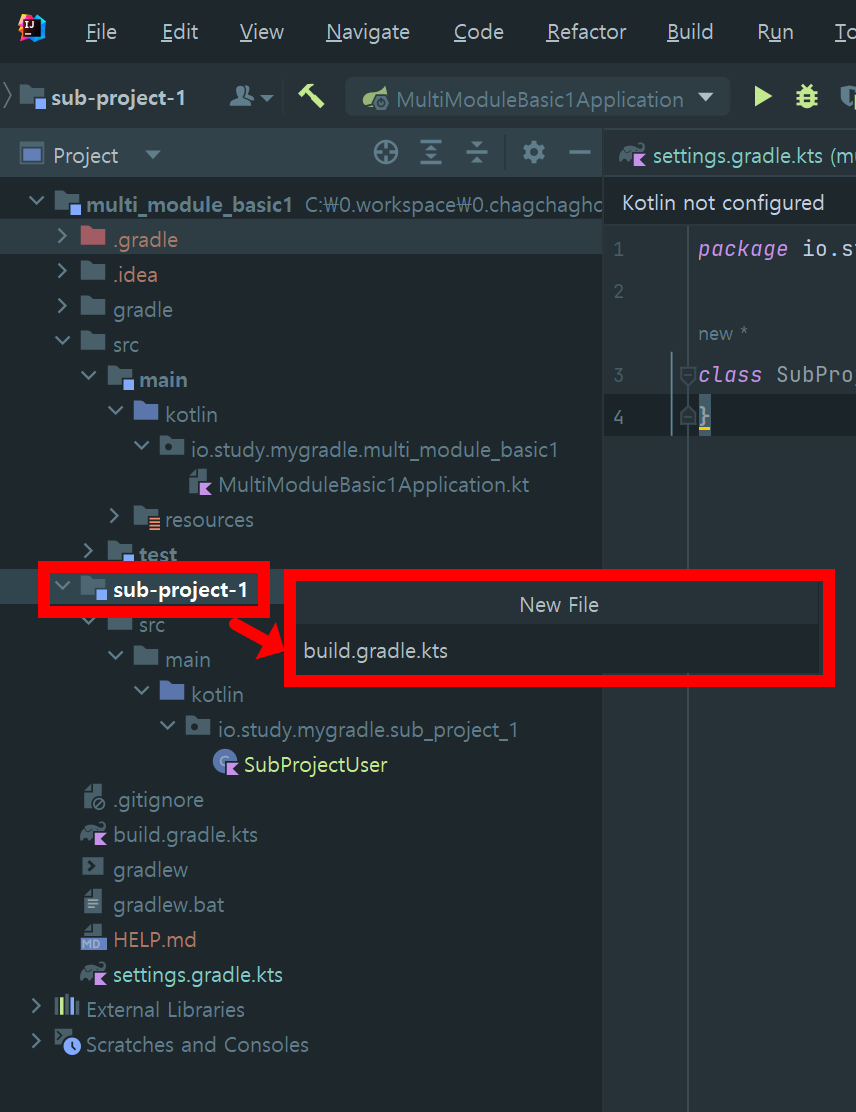 File Edit View Navigate Code Refactor Build Run To
sub-project-1 MultiModuleBasic1Application
Project
settings.gradle.kts (mu
multi_module_basic1 C:₩0.workspace₩0.chagchagho
Kotlin not configured
.gradle
1 package io.s
.idea
2
gradle
new *
src
3 class SubPro
main
4 }
kotlin
io.study.mygradle.multi_module_basic1
MultiModuleBasic1Application.kt
resources
test
sub-project-1
New File
src
build.gradle.kts
main
kotlin
io.study.mygradle.sub_project_1
SubProjectUser
.gitignore
build.gradle.kts
gradlew
gradlew.bat
MD HELP.md
settings.gradle.kts
External Libraries
Scratches and Consoles